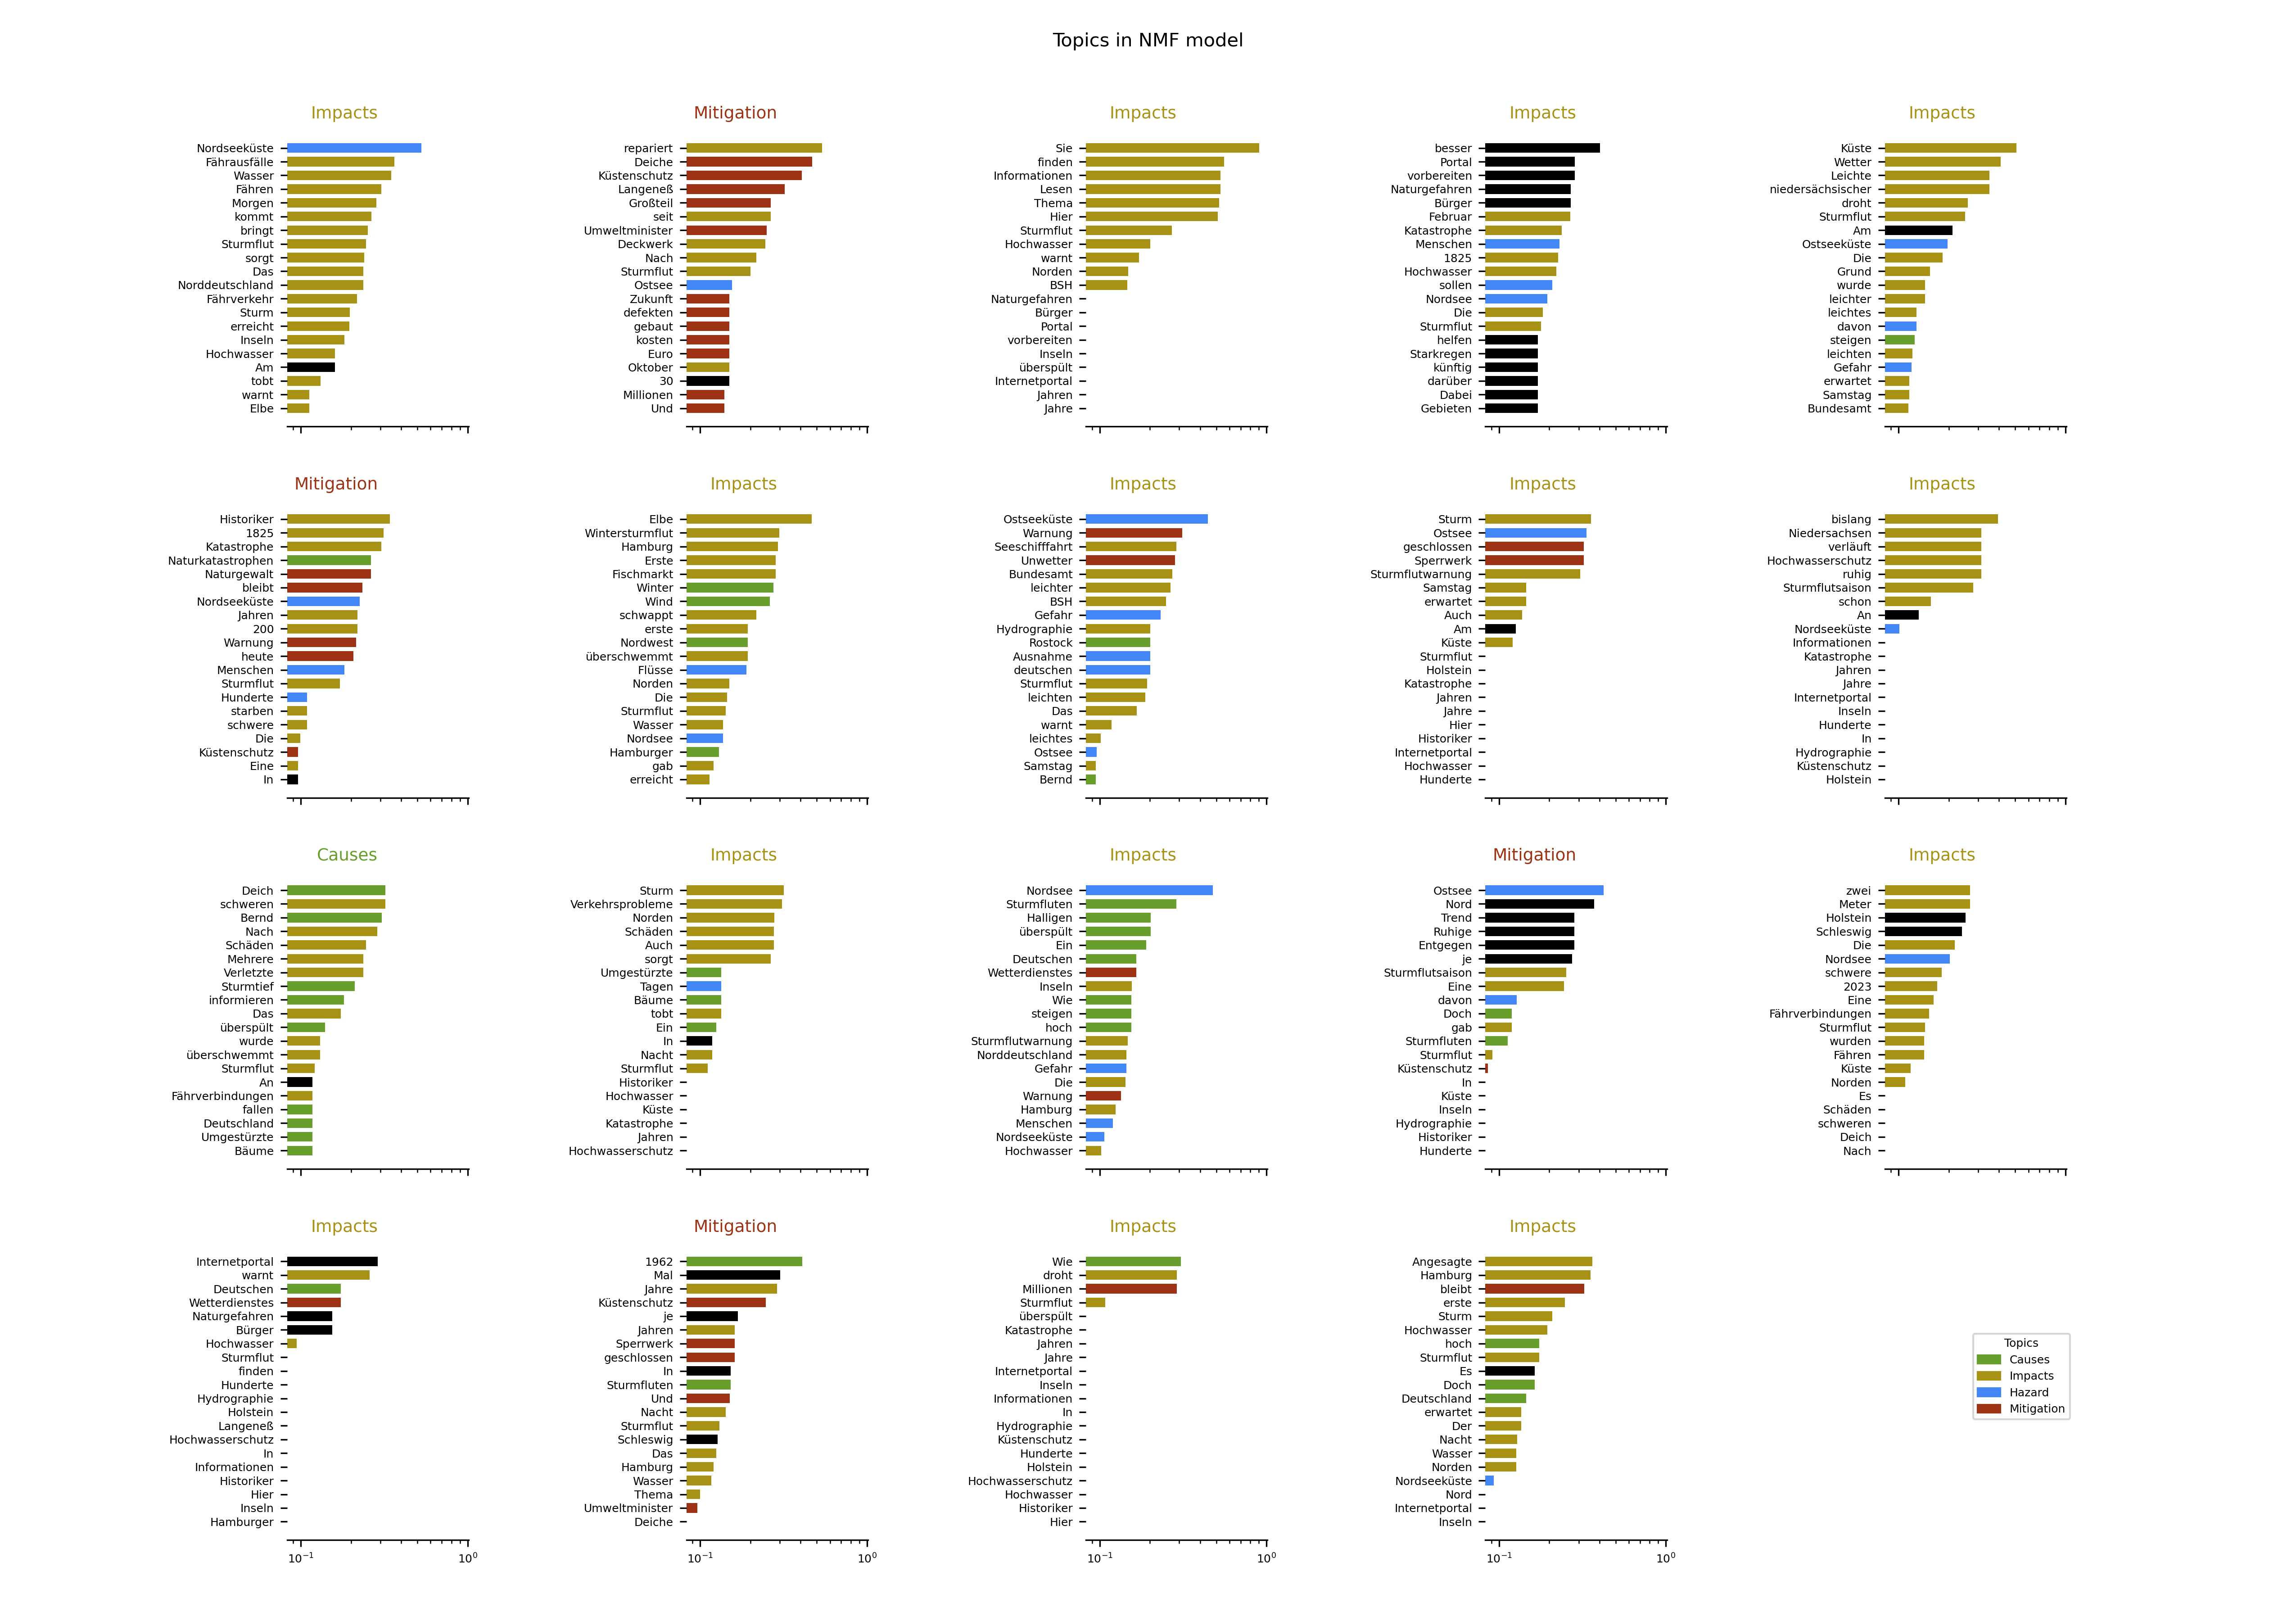 Topics in NMF model
Impacts
Nordseeküste
Fährausfälle
Wasser
Fähren
Morgen
kommt
bringt
Sturmflut
sorgt
Das
Norddeutschland
Fährverkehr
Sturm
erreicht
Inseln
Hochwasser
Am
tobt
warnt
Elbe
Mitigation
repariert
Deiche
Küstenschutz
Langeneß
Großteil
seit
Umweltminister
Deckwerk
Nach
Sturmflut
Ostsee
Zukunft
defekten
gebaut
kosten
Euro
Oktober
30
Millionen
Und
Impacts
Sie
finden
Informationen
Lesen
Thema
Hier
Sturmflut
Hochwasser
warnt
Norden
BSH
Naturgefahren
Bürger
Portal
vorbereiten
Inseln
überspült
Internetportal
Jahren
Jahre
Impacts
besser
Portal
vorbereiten
Naturgefahren
Bürger
Februar
Katastrophe
Menschen
1825
Hochwasser
sollen
Nordsee
Die
Sturmflut
helfen
Starkregen
künftig
darüber
Dabei
Gebieten
Impacts
Küste
Wetter
Leichte
niedersächsischer
droht
Sturmflut
Am
Ostseeküste
Die
Grund
wurde
leichter
leichtes
davon
steigen
leichten
Gefahr
erwartet
Samstag
Bundesamt
Mitigation
Historiker
1825
Katastrophe
Naturkatastrophen
Naturgewalt
bleibt
Nordseeküste
Jahren
200
Warnung
heute
Menschen
Sturmflut
Hunderte
starben
schwere
Die
Küstenschutz
Eine
In
Impacts
Elbe
Wintersturmflut
Hamburg
Erste
Fischmarkt
Winter
Wind
schwappt
erste
Nordwest
überschwemmt
Flüsse
Norden
Die
Sturmflut
Wasser
Nordsee
Hamburger
gab
erreicht
Impacts
Ostseeküste
Warnung
Seeschifffahrt
Unwetter
Bundesamt
leichter
BSH
Gefahr
Hydrographie
Rostock
Ausnahme
deutschen
Sturmflut
leichten
Das
warnt
leichtes
Ostsee
Samstag
Bernd
Impacts
Sturm
Ostsee
geschlossen
Sperrwerk
Sturmflutwarnung
Samstag
erwartet
Auch
Am
Küste
Sturmflut
Holstein
Katastrophe
Jahren
Jahre
Hier
Historiker
Internetportal
Hochwasser
Hunderte
Impacts
bislang
Niedersachsen
verläuft
Hochwasserschutz
ruhig
Sturmflutsaison
schon
An
Nordseeküste
Informationen
Katastrophe
Jahren
Jahre
Internetportal
Inseln
Hunderte
In
Hydrographie
Küstenschutz
Holstein
Causes
Deich
schweren
Bernd
Nach
Schäden
Mehrere
Verletzte
Sturmtief
informieren
Das
überspült
wurde
überschwemmt
Sturmflut
An
Fährverbindungen
fallen
Deutschland
Umgestürzte
Bäume
Impacts
Sturm
Verkehrsprobleme
Norden
Schäden
Auch
sorgt
Umgestürzte
Tagen
Bäume
tobt
Ein
In
Nacht
Sturmflut
Historiker
Hochwasser
Küste
Katastrophe
Jahren
Hochwasserschutz
Impacts
Nordsee
Sturmfluten
Halligen
überspült
Ein
Deutschen
Wetterdienstes
Inseln
Wie
steigen
hoch
Sturmflutwarnung
Norddeutschland
Gefahr
Die
Warnung
Hamburg
Menschen
Nordseeküste
Hochwasser
Mitigation
Ostsee
Nord
Trend
Ruhige
Entgegen
je
Sturmflutsaison
Eine
davon
Doch
gab
Sturmfluten
Sturmflut
Küstenschutz
In
Küste
Inseln
Hydrographie
Historiker
Hunderte
Impacts
zwei
Meter
Holstein
Schleswig
Die
Nordsee
schwere
2023
Eine
Fährverbindungen
Sturmflut
wurden
Fähren
Küste
Norden
Es
Schäden
schweren
Deich
Nach
Impacts
Internetportal
warnt
Deutschen
Wetterdienstes
Naturgefahren
Bürger
Hochwasser
Sturmflut
finden
Hunderte
Hydrographie
Holstein
Langeneß
Hochwasserschutz
In
Informationen
Historiker
Hier
Inseln
Hamburger
10⁻¹ 10⁰
Mitigation
1962
Mal
Jahre
Küstenschutz
je
Jahren
Sperrwerk
geschlossen
In
Sturmfluten
Und
Nacht
Sturmflut
Schleswig
Das
Hamburg
Wasser
Thema
Umweltminister
Deiche
10⁻¹ 10⁰
Impacts
Wie
droht
Millionen
Sturmflut
überspült
Katastrophe
Jahren
Jahre
Internetportal
Inseln
Informationen
In
Hydrographie
Küstenschutz
Hunderte
Holstein
Hochwasserschutz
Hochwasser
Historiker
Hier
10⁻¹ 10⁰
Impacts
Angesagte
Hamburg
bleibt
erste
Sturm
Hochwasser
hoch
Sturmflut
Es
Doch
Deutschland
erwartet
Der
Nacht
Wasser
Norden
Nordseeküste
Nord
Internetportal
Inseln
10⁻¹ 10⁰
Topics
Causes
Impacts
Hazard
Mitigation